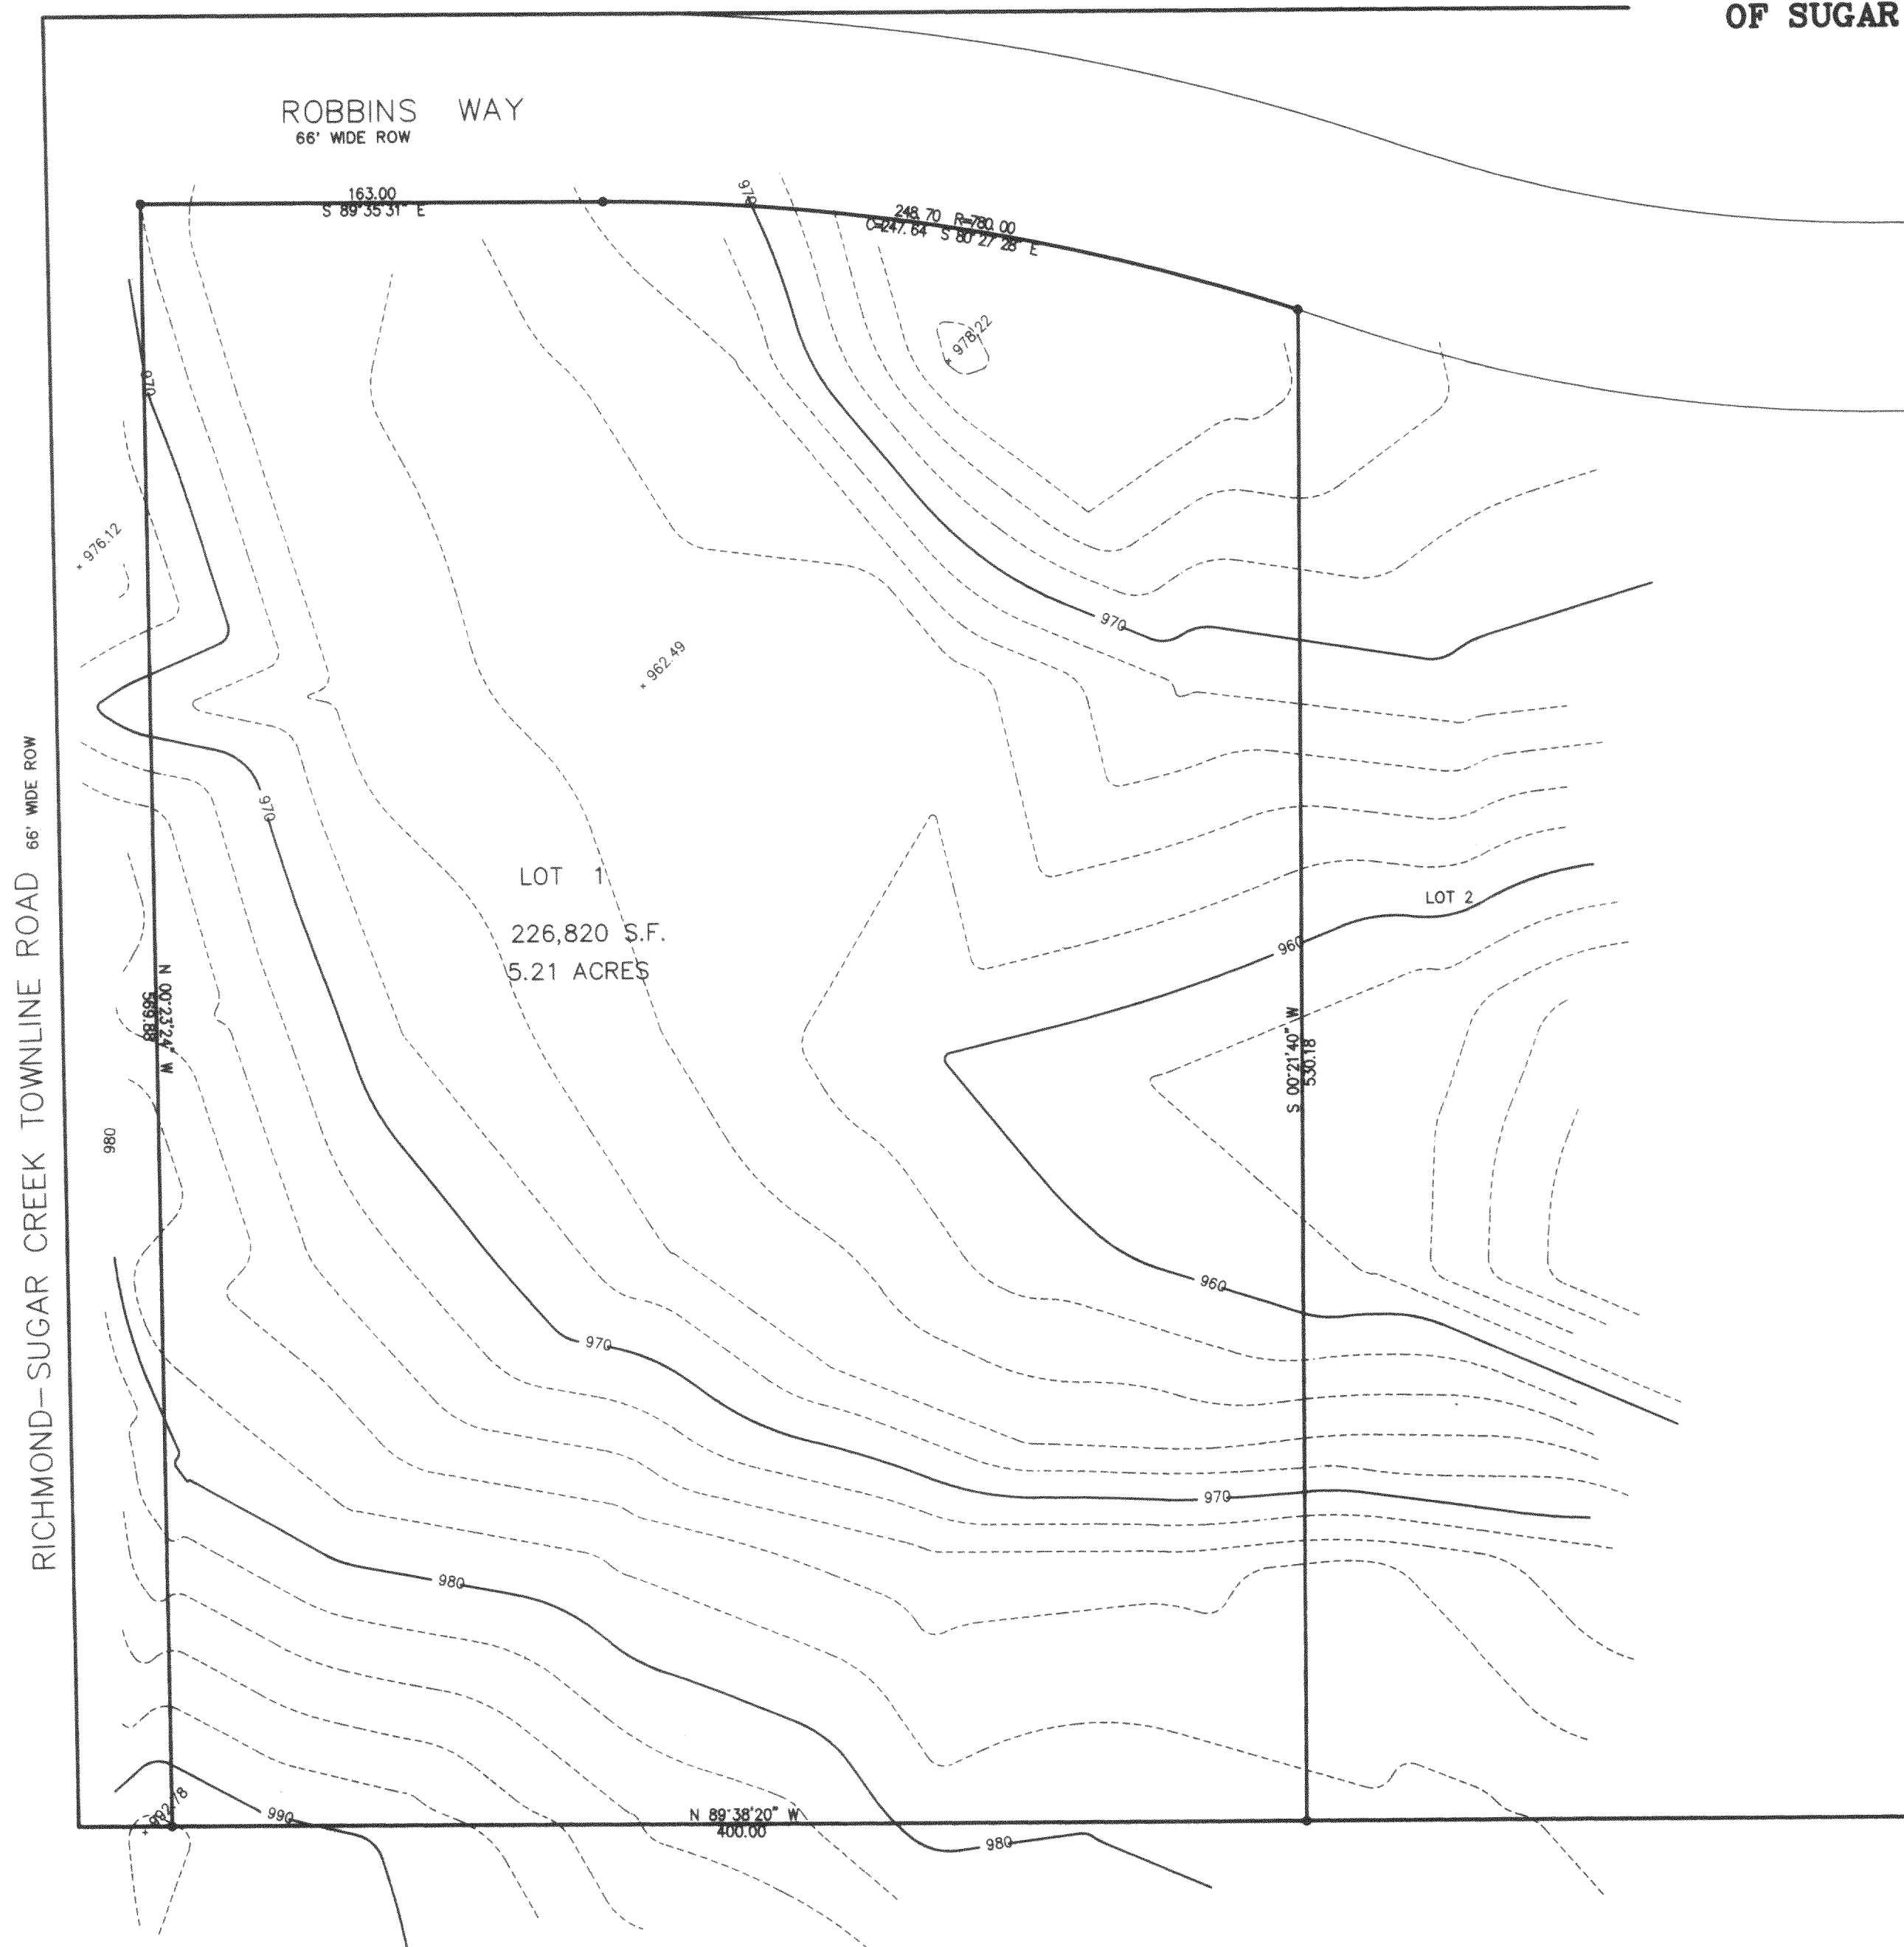 OF SUGAR
ROBBINS WAY
66' WIDE ROW
163.00
S 89°35'31" E
970
248.70 R=780.00
C=247.64 S 80°27'28" E
978.22
970
976.12
970
962.49
970
LOT 1
226,820 S.F.
5.21 ACRES
LOT 2
960
N 00°23'24" W
569.88
S 00°21'40" W
530.18
RICHMOND-SUGAR CREEK TOWNLINE ROAD 66' WIDE ROW
980
960
970
970
980
992.78
990
N 89°38'20" W
400.00
980